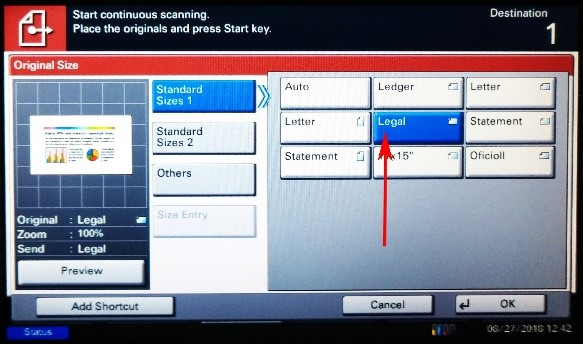 Start continuous scanning.
Place the originals and press Start key.
Destination
1
Original Size
Standard
Sizes 1
Standard
Sizes 2
Others
Size Entry
Auto
Ledger
Letter
Letter
Legal
Statement
Statement
x15"
OficioII
Original : Legal
Zoom : 100%
Send : Legal
Preview
Add Shortcut
Cancel
OK
Status
08/27/2018 12:42